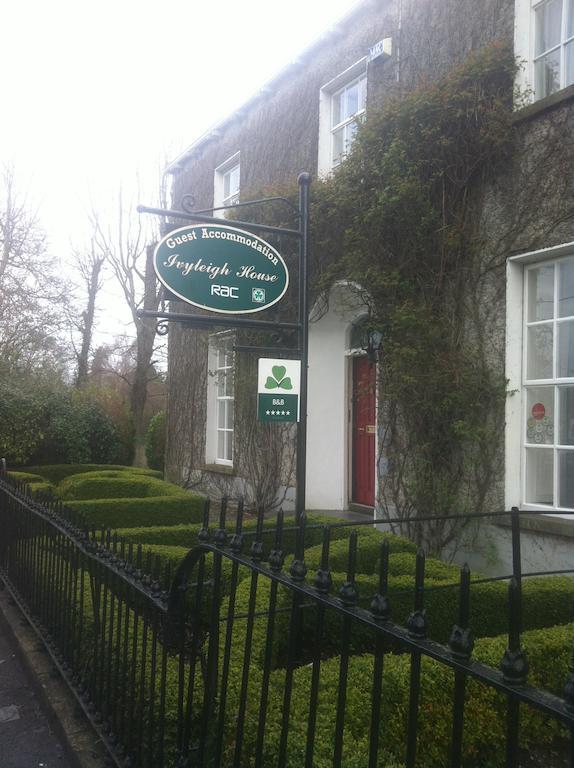 Guest Accommodation
Ivyleigh House
RAC
B&B
★★★★★